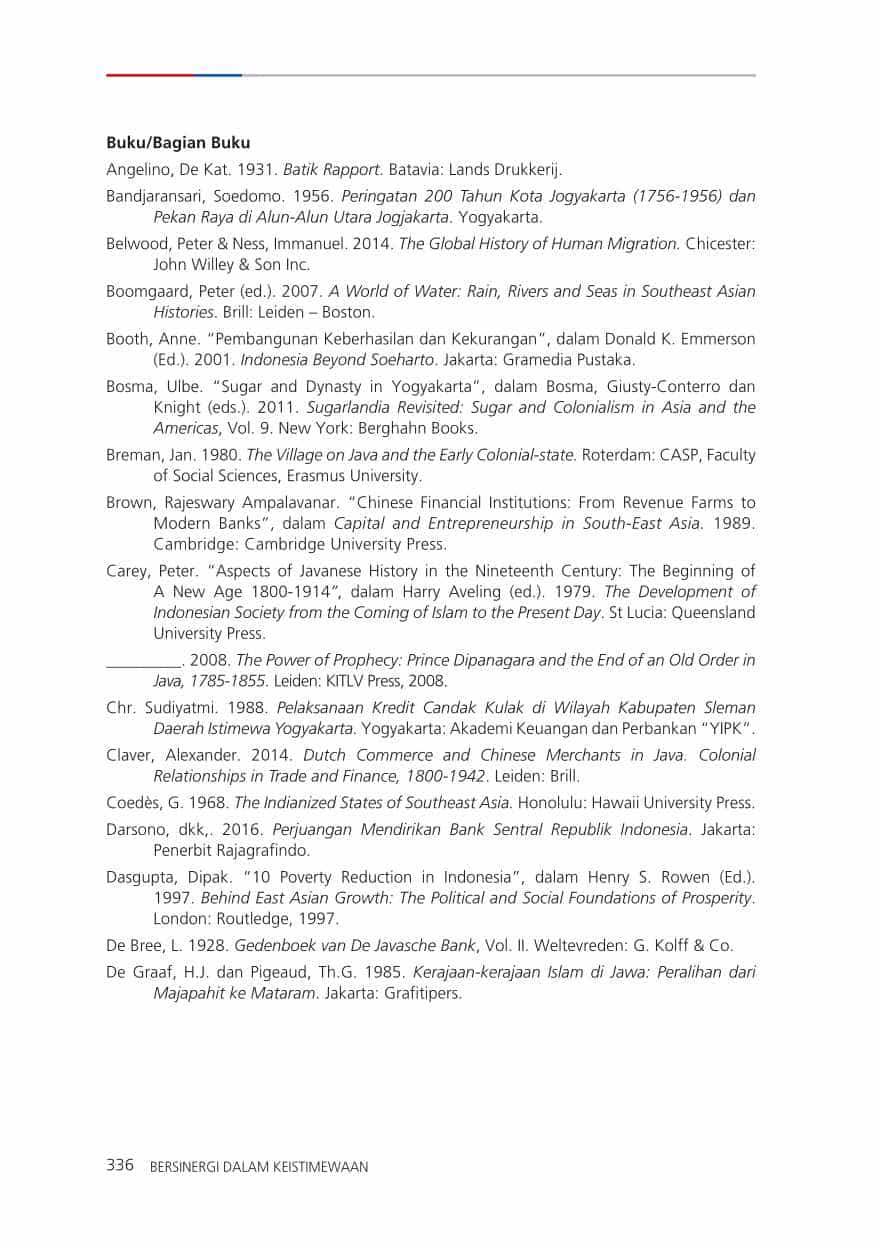 Buku/Bagian Buku
Angelino, De Kat. 1931. Batik Rapport. Batavia: Lands Drukkerij.
Bandjaransari, Soedomo. 1956. Peringatan 200 Tahun Kota Jogyakarta (1756-1956) dan
Pekan Raya di Alun-Alun Utara Jogjakarta. Yogyakarta.
Belwood, Peter & Ness, Immanuel. 2014. The Global History of Human Migration. Chicester:
John Willey & Son Inc.
Boomgaard, Peter (ed.). 2007. A World of Water: Rain, Rivers and Seas in Southeast Asian
Histories. Brill: Leiden – Boston.
Booth, Anne. “Pembangunan Keberhasilan dan Kekurangan”, dalam Donald K. Emmerson
(Ed.). 2001. Indonesia Beyond Soeharto. Jakarta: Gramedia Pustaka.
Bosma, Ulbe. “Sugar and Dynasty in Yogyakarta”, dalam Bosma, Giusty-Conterro dan
Knight (eds.). 2011. Sugarlandia Revisited: Sugar and Colonialism in Asia and the
Americas, Vol. 9. New York: Berghahn Books.
Breman, Jan. 1980. The Village on Java and the Early Colonial-state. Roterdam: CASP, Faculty
of Social Sciences, Erasmus University.
Brown, Rajeswary Ampalavanar. “Chinese Financial Institutions: From Revenue Farms to
Modern Banks”, dalam Capital and Entrepreneurship in South-East Asia. 1989.
Cambridge: Cambridge University Press.
Carey, Peter. “Aspects of Javanese History in the Nineteenth Century: The Beginning of
A New Age 1800-1914”, dalam Harry Aveling (ed.). 1979. The Development of
Indonesian Society from the Coming of Islam to the Present Day. St Lucia: Queensland
University Press.
_________. 2008. The Power of Prophecy: Prince Dipanagara and the End of an Old Order in
Java, 1785-1855. Leiden: KITLV Press, 2008.
Chr. Sudiyatmi. 1988. Pelaksanaan Kredit Candak Kulak di Wilayah Kabupaten Sleman
Daerah Istimewa Yogyakarta. Yogyakarta: Akademi Keuangan dan Perbankan “YIPK”.
Claver, Alexander. 2014. Dutch Commerce and Chinese Merchants in Java. Colonial
Relationships in Trade and Finance, 1800-1942. Leiden: Brill.
Coedès, G. 1968. The Indianized States of Southeast Asia. Honolulu: Hawaii University Press.
Darsono, dkk,. 2016. Perjuangan Mendirikan Bank Sentral Republik Indonesia. Jakarta:
Penerbit Rajagrafindo.
Dasgupta, Dipak. “10 Poverty Reduction in Indonesia”, dalam Henry S. Rowen (Ed.).
1997. Behind East Asian Growth: The Political and Social Foundations of Prosperity.
London: Routledge, 1997.
De Bree, L. 1928. Gedenboek van De Javasche Bank, Vol. II. Weltevreden: G. Kolff & Co.
De Graaf, H.J. dan Pigeaud, Th.G. 1985. Kerajaan-kerajaan Islam di Jawa: Peralihan dari
Majapahit ke Mataram. Jakarta: Grafitipers.
336 BERSINERGI DALAM KEISTIMEWAAN